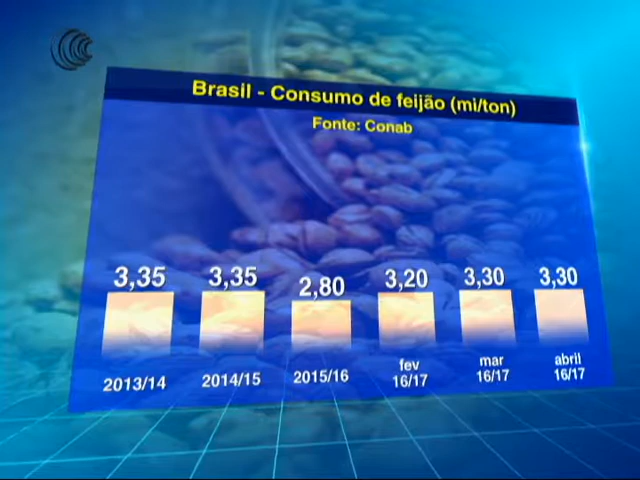 Brasil - Consumo de feijão (mi/ton)
Fonte: Conab
3,35 3,35 2,80 3,20 3,30 3,30
2013/14 2014/15 2015/16 fev 16/17 mar 16/17 abril 16/17